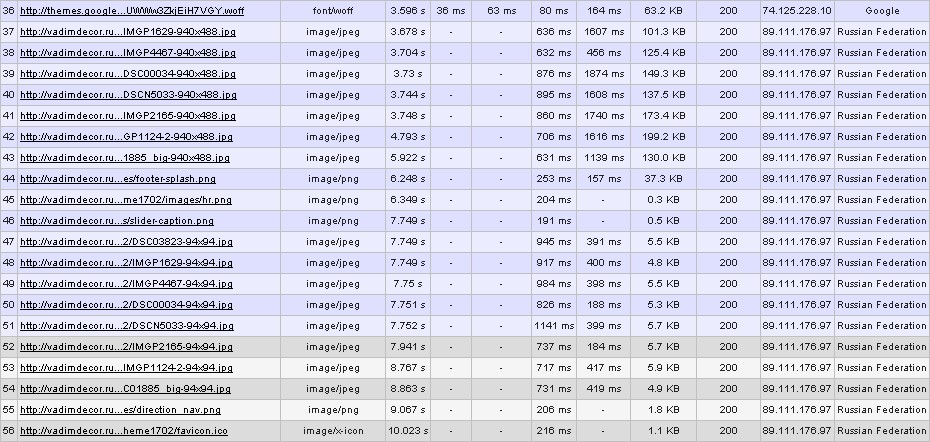 36 http://themes.google...UWWw3ZkjEiH7VGY.woff font/woff 3.596 s 36 ms 63 ms 80 ms 164 ms 63.2 KB 200 74.125.228.10 Google
37 http://vadimdecor.ru...IMGP1629-940x488.jpg image/jpeg 3.678 s - - 636 ms 1607 ms 101.3 KB 200 89.111.176.97 Russian Federation
38 http://vadimdecor.ru...IMGP4467-940x488.jpg image/jpeg 3.704 s - - 632 ms 456 ms 125.4 KB 200 89.111.176.97 Russian Federation
39 http://vadimdecor.ru...DSC00034-940x488.jpg image/jpeg 3.73 s - - 876 ms 1874 ms 149.3 KB 200 89.111.176.97 Russian Federation
40 http://vadimdecor.ru...DSCN5033-940x488.jpg image/jpeg 3.744 s - - 895 ms 1608 ms 137.5 KB 200 89.111.176.97 Russian Federation
41 http://vadimdecor.ru...IMGP2165-940x488.jpg image/jpeg 3.748 s - - 860 ms 1740 ms 173.4 KB 200 89.111.176.97 Russian Federation
42 http://vadimdecor.ru...GP1124-2-940x488.jpg image/jpeg 4.793 s - - 706 ms 1616 ms 199.2 KB 200 89.111.176.97 Russian Federation
43 http://vadimdecor.ru...1885_big-940x488.jpg image/jpeg 5.922 s - - 631 ms 1139 ms 130.0 KB 200 89.111.176.97 Russian Federation
44 http://vadimdecor.ru...es/footer-splash.png image/png 6.248 s - - 253 ms 157 ms 37.3 KB 200 89.111.176.97 Russian Federation
45 http://vadimdecor.ru...me1702/images/hr.png image/png 6.349 s - - 204 ms - 0.3 KB 200 89.111.176.97 Russian Federation
46 http://vadimdecor.ru...s/slider-caption.png image/png 7.749 s - - 191 ms - 0.5 KB 200 89.111.176.97 Russian Federation
47 http://vadimdecor.ru...2/DSC03823-94x94.jpg image/jpeg 7.749 s - - 945 ms 391 ms 5.5 KB 200 89.111.176.97 Russian Federation
48 http://vadimdecor.ru...2/IMGP1629-94x94.jpg image/jpeg 7.749 s - - 917 ms 400 ms 4.8 KB 200 89.111.176.97 Russian Federation
49 http://vadimdecor.ru...2/IMGP4467-94x94.jpg image/jpeg 7.75 s - - 984 ms 398 ms 5.5 KB 200 89.111.176.97 Russian Federation
50 http://vadimdecor.ru...2/DSC00034-94x94.jpg image/jpeg 7.751 s - - 826 ms 188 ms 5.3 KB 200 89.111.176.97 Russian Federation
51 http://vadimdecor.ru...2/DSCN5033-94x94.jpg image/jpeg 7.752 s - - 1141 ms 399 ms 5.7 KB 200 89.111.176.97 Russian Federation
52 http://vadimdecor.ru...2/IMGP2165-94x94.jpg image/jpeg 7.941 s - - 737 ms 184 ms 5.7 KB 200 89.111.176.97 Russian Federation
53 http://vadimdecor.ru...IMGP1124-2-94x94.jpg image/jpeg 8.767 s - - 717 ms 417 ms 5.9 KB 200 89.111.176.97 Russian Federation
54 http://vadimdecor.ru...C01885_big-94x94.jpg image/jpeg 8.863 s - - 731 ms 419 ms 4.9 KB 200 89.111.176.97 Russian Federation
55 http://vadimdecor.ru...es/direction_nav.png image/png 9.067 s - - 206 ms - 1.8 KB 200 89.111.176.97 Russian Federation
56 http://vadimdecor.ru...heme1702/favicon.ico image/x-icon 10.023 s - - 216 ms - 1.1 KB 200 89.111.176.97 Russian Federation